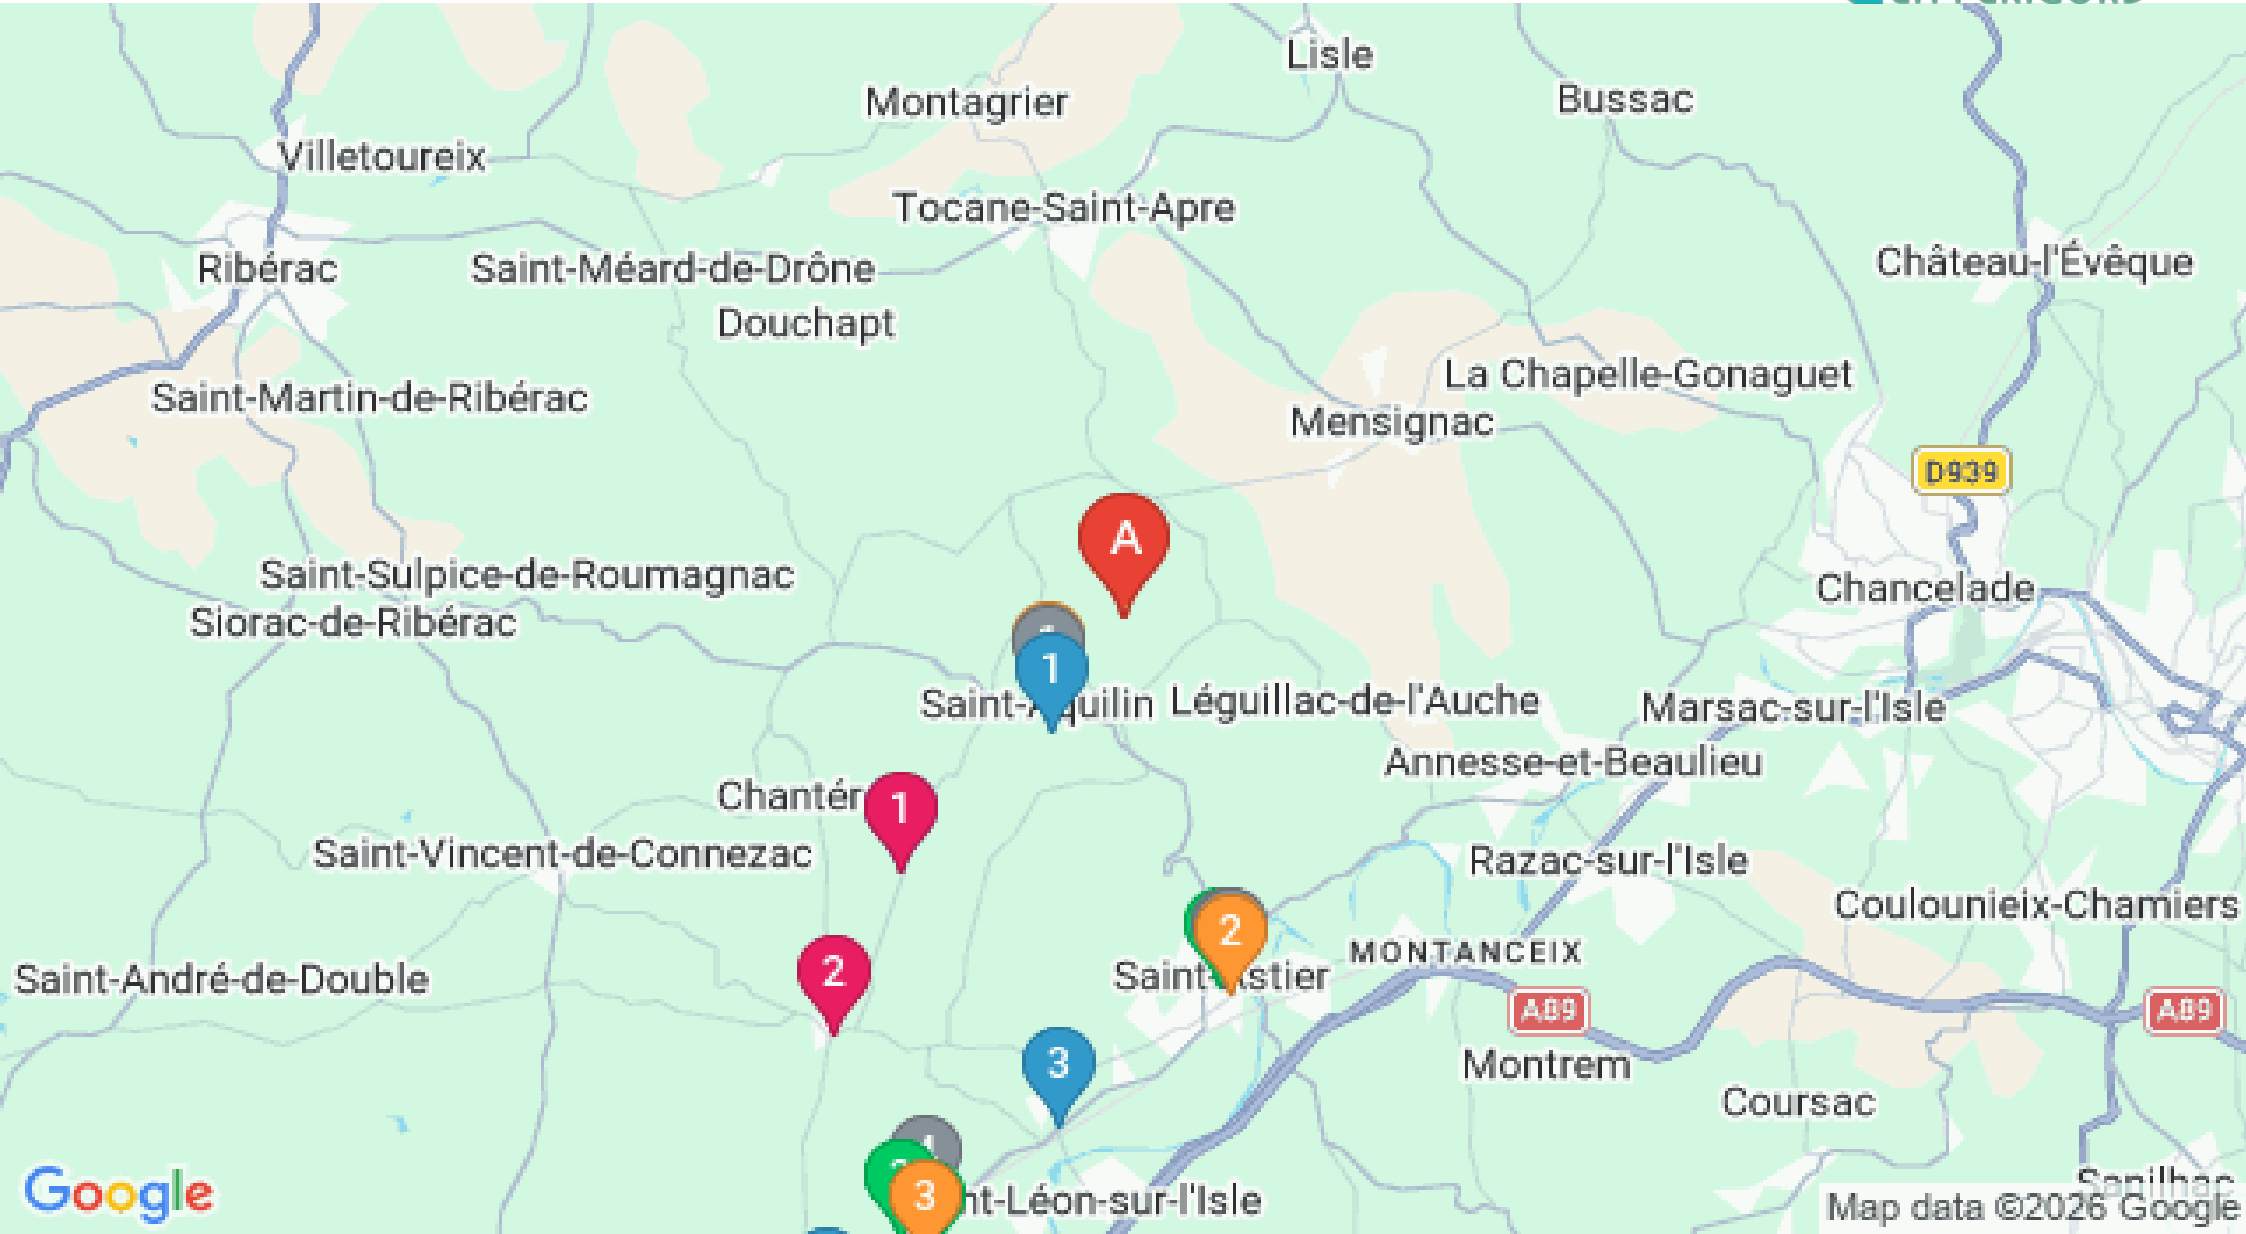 Lisle
Bussac
Montagrier
Villetoureix
Tocane-Saint-Apre
Château-l'Évêque
Ribérac
Saint-Méard-de-Drône
Douchapt
La Chapelle-Gonaguet
Saint-Martin-de-Ribérac
Mensignac
D939
A
Saint-Sulpice-de-Roumagnac
Chancelade
Siorac-de-Ribérac
1
Léguillac-de-l'Auche
Marsac-sur-l'Isle
Annesse-et-Beaulieu
1
Saint-Vincent-de-Connezac
Razac-sur-l'Isle
Coulounieix-Chamiers
2
MONTANCEIX
2
Saint-André-de-Double
A89
A89
3
Montrem
Coursac
3
Google
Map data ©2026 Google